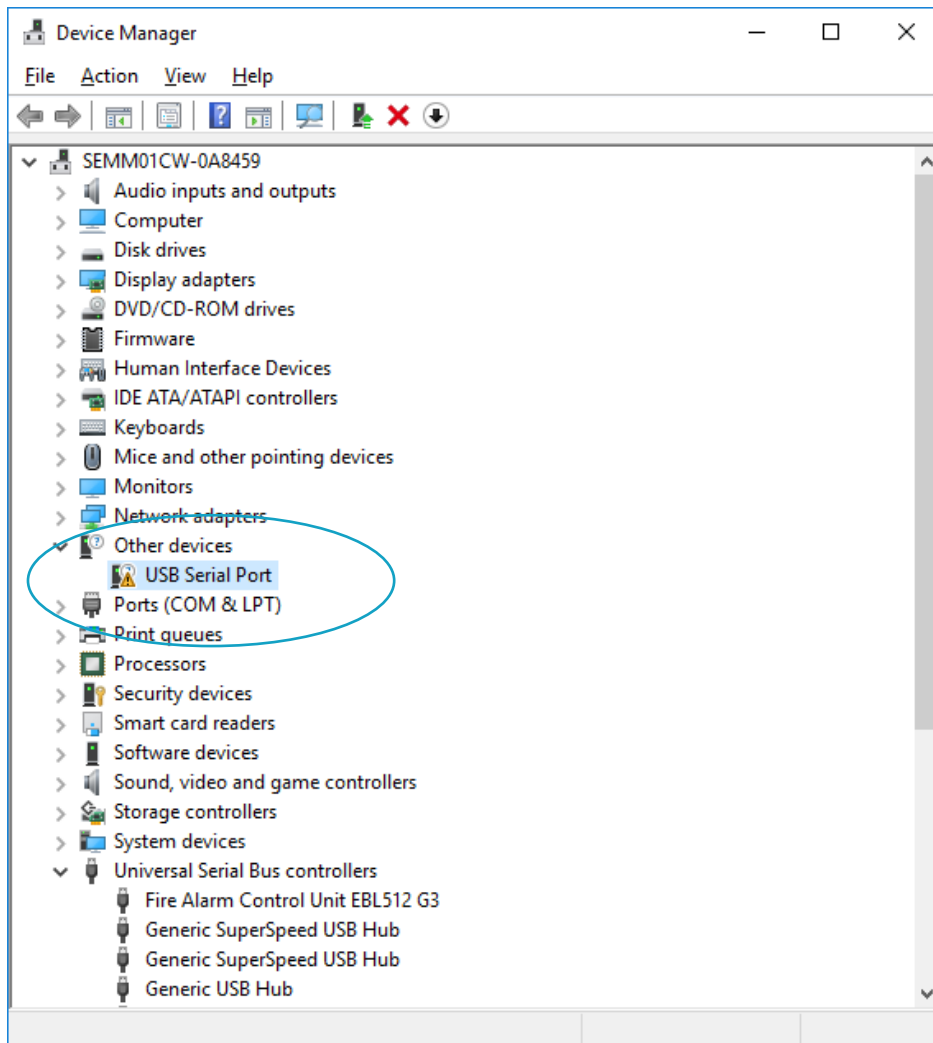 Device Manager
File Action View Help
SEMM01CW-0A8459
Audio inputs and outputs
Computer
Disk drives
Display adapters
DVD/CD-ROM drives
Firmware
Human Interface Devices
IDE ATA/ATAPI controllers
Keyboards
Mice and other pointing devices
Monitors
Network adapters
Other devices
USB Serial Port
Ports (COM & LPT)
Print queues
Processors
Security devices
Smart card readers
Software devices
Sound, video and game controllers
Storage controllers
System devices
Universal Serial Bus controllers
Fire Alarm Control Unit EBL512 G3
Generic SuperSpeed USB Hub
Generic SuperSpeed USB Hub
Generic USB Hub